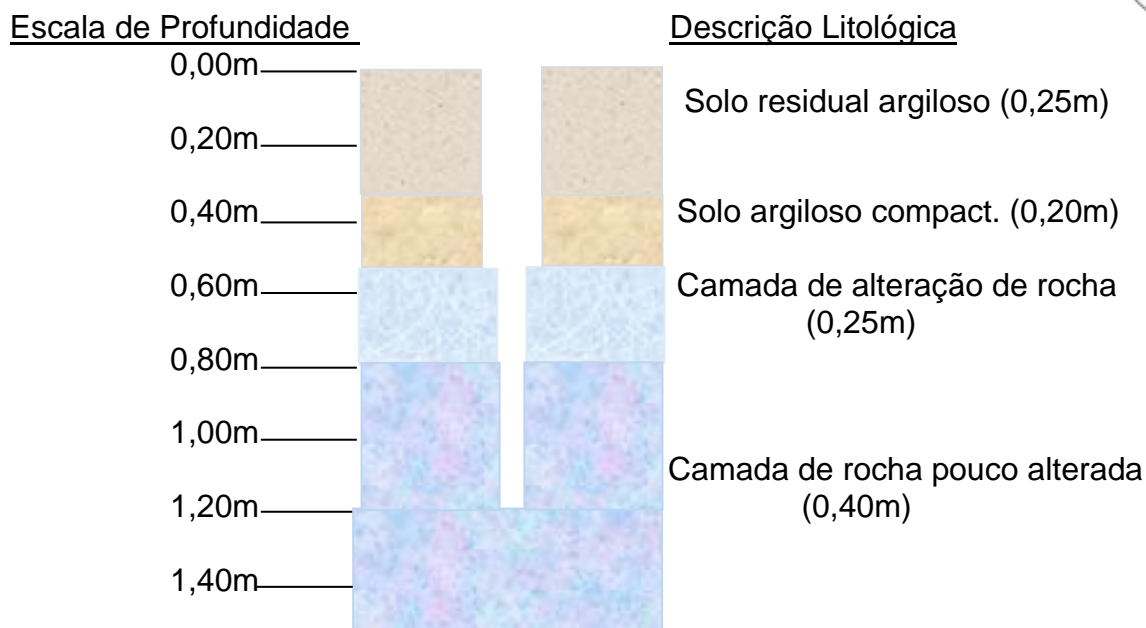 Escala de Profundidade
Descrição Litológica
0,00m
Solo residual argiloso (0,25m)
0,20m
0,40m
Solo argiloso compact. (0,20m)
0,60m
Camada de alteração de rocha
(0,25m)
0,80m
1,00m
Camada de rocha pouco alterada
(0,40m)
1,20m
1,40m